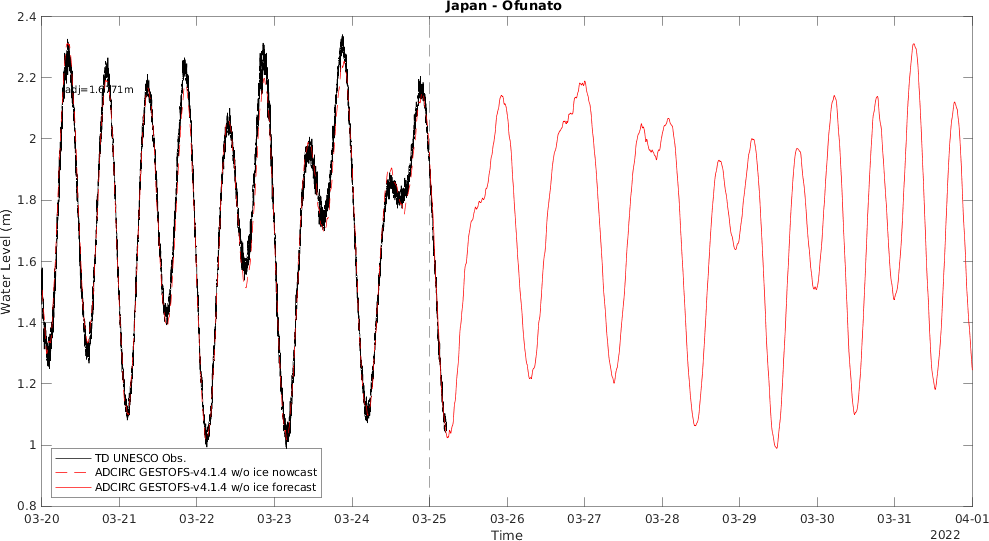 Japan - Ofunato
2.4
2.2
2
1.8
1.6
1.4
1.2
1
0.8
Water Level (m)
TD UNESCO Obs.
ADCIRC GESTOFS-v4.1.4 w/o ice nowcast
ADCIRC GESTOFS-v4.1.4 w/o ice forecast
03-20 03-21 03-22 03-23 03-24 03-25 03-26 03-27 03-28 03-29 03-30 03-31 04-01
Time
2022